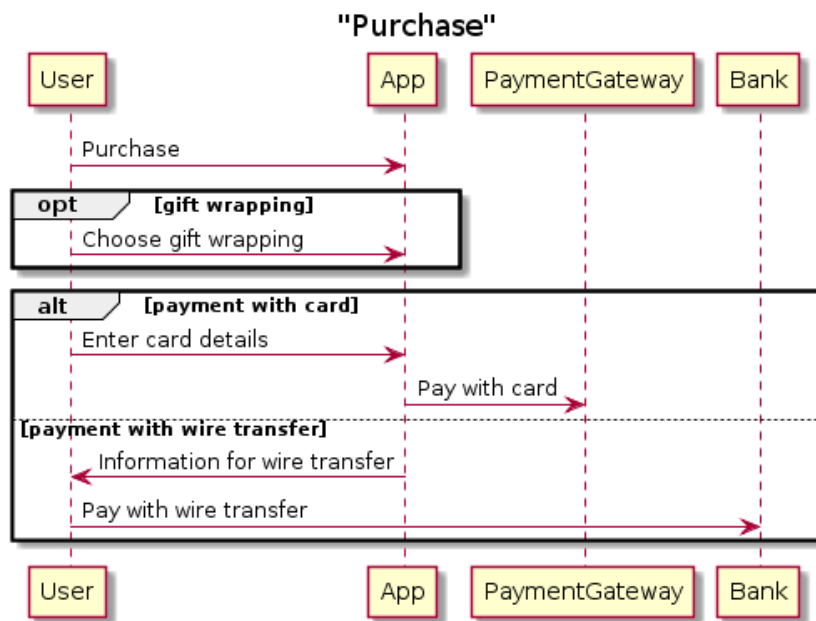 "Purchase"
User App PaymentGateway Bank
Purchase
opt [gift wrapping]
Choose gift wrapping
alt [payment with card]
Enter card details
Pay with card
[payment with wire transfer]
Information for wire transfer
Pay with wire transfer
User App PaymentGateway Bank